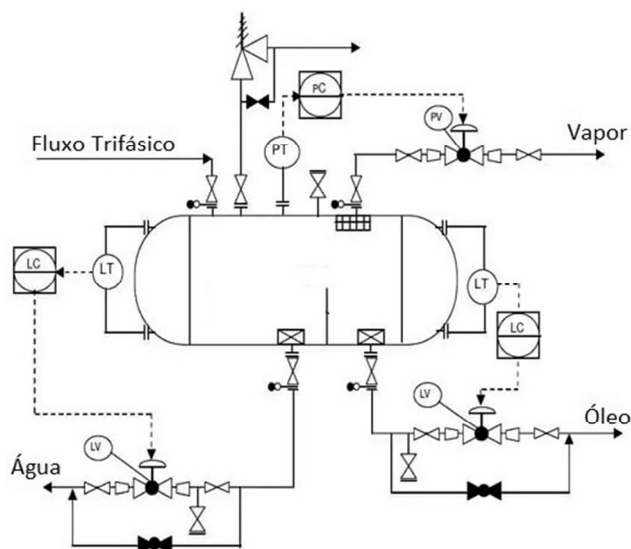 PC
PV
Vapor
Fluxo Trifásico
PT
LC
LT
LT
LC
LV
Óleo
LV
Água